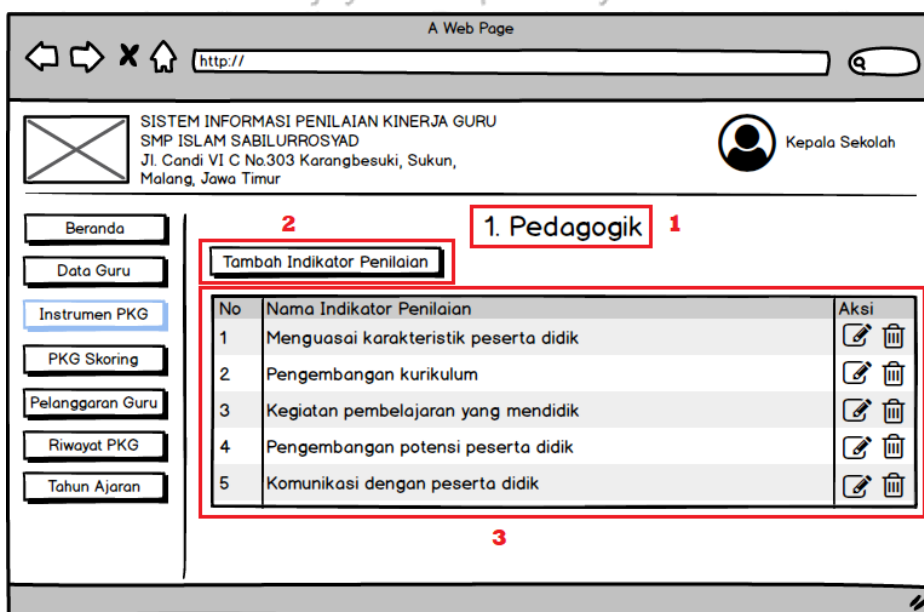 A Web Page
http://
SISTEM INFORMASI PENILAIAN KINERJA GURU
SMP ISLAM SABILURROSYAD
Jl. Candi VI C No.303 Karangbesuki, Sukun,
Malang, Jawa Timur
Kepala Sekolah
Beranda
Data Guru
Instrumen PKG
PKG Skoring
Pelanggaran Guru
Riwayat PKG
Tahun Ajaran
1. Pedagogik
1
2
Tambah Indikator Penilaian
No Nama Indikator Penilaian Aksi
1 Menguasai karakteristik peserta didik
2 Pengembangan kurikulum
3 Kegiatan pembelajaran yang mendidik
4 Pengembangan potensi peserta didik
5 Komunikasi dengan peserta didik
3